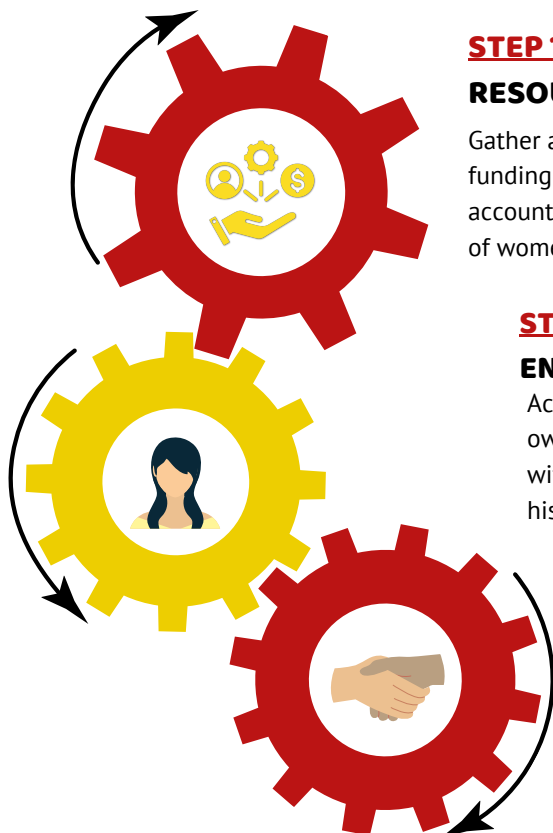 STEP 1
RESOU
Gather a
funding
account
of wome
ST
EN
Ac
ow
wi
his